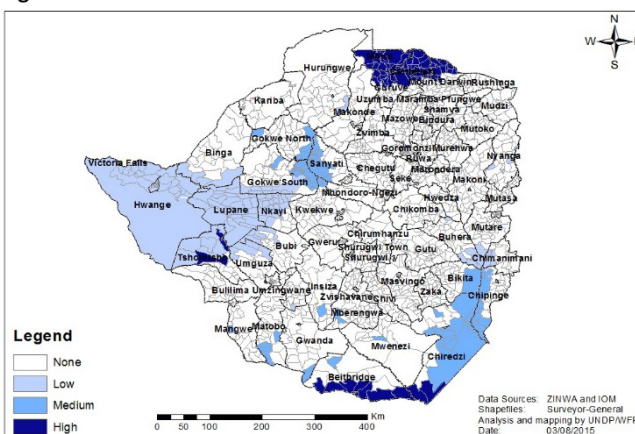 N
W
S
Hurungwe
Guruve
Mount Darwin
Rushinga
Kariba
Uzumba Maramba Pfungwe
Makonde
Shamva
Mudzi
Mazowe
Bindura
Gokwe North
Zvimba
Mutoko
Binga
Sanyati
Goromonzi
Murehwa
Ruwa
Nyanga
Victoria Falls
Chegutu
Marondera
Gokwe South
Seke
Makoni
Hwange
Mhondoro-Ngezi
Hwedza
Mutasa
Lupane
Nkayi
Kwekwe
Chikomba
Mutare
Chirumanzu
Buhera
Bubi
Gweru
Gutu
Chimanimani
Shurugwi Town
Umguza
Shurugwi
Bikita
Bulilima
Umzingwane
Insiza
Masvingo
Chipinge
Zvishavane
Chivi
Zaka
Mangwe
Matobo
Mberengwa
Gwanda
Mwenezi
Chiredzi
Beitbridge
Legend
None
Low
Medium
High
Km
0
100
200
300
400
Data Sources: ZINWA and IOM
Shapefiles: Surveyor-General
Analysis and mapping by UNDP/WFP
Date: 03/08/2015